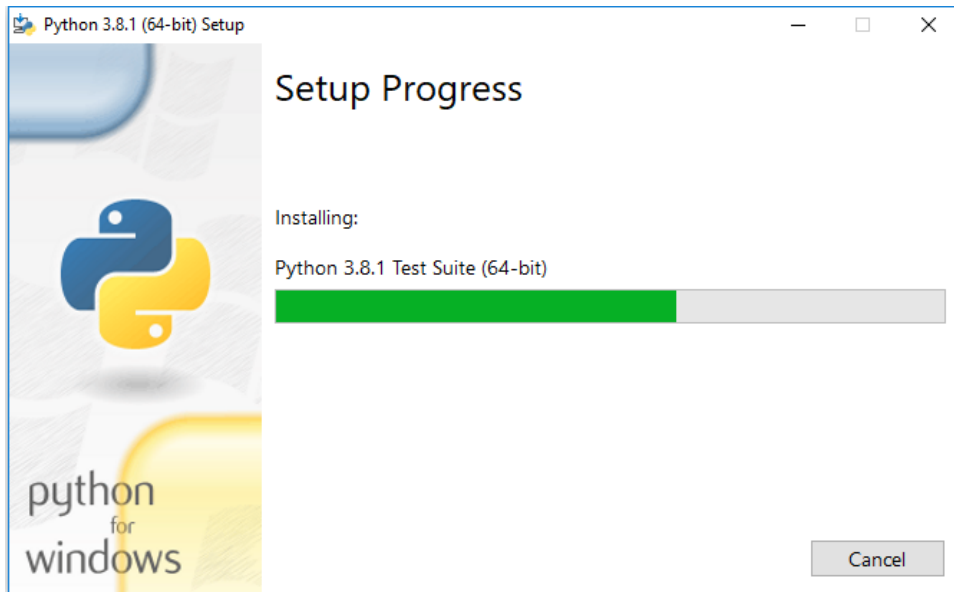 Python 3.8.1 (64-bit) Setup
Setup Progress
Installing:
Python 3.8.1 Test Suite (64-bit)
python
for
windows
Cancel